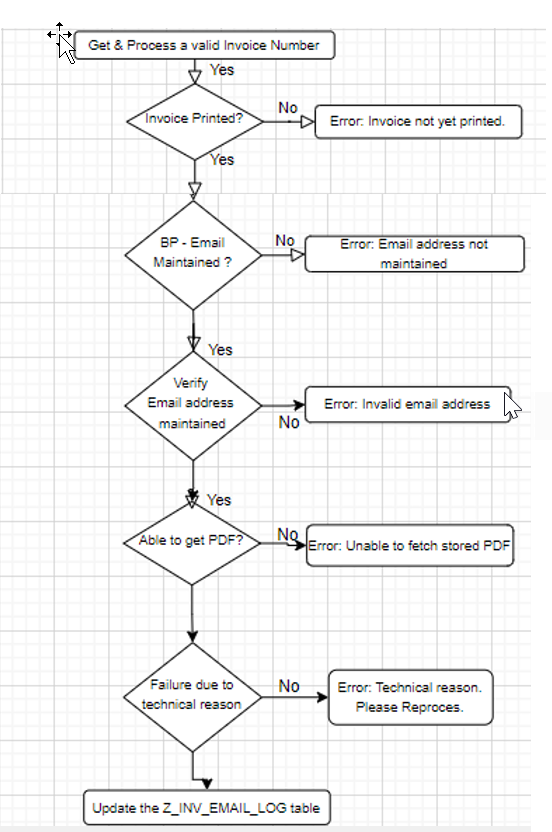 Get & Process a valid Invoice Number
Yes
Invoice Printed?
No
Error: Invoice not yet printed.
Yes
BP - Email
Maintained ?
No
Error: Email address not
maintained
Yes
Verify
Email address
maintained
No
Error: Invalid email address
Yes
Able to get PDF?
No
Error: Unable to fetch stored PDF
Failure due to
technical reason
No
Error: Technical reason.
Please Reproces.
Update the Z_INV_EMAIL_LOG table